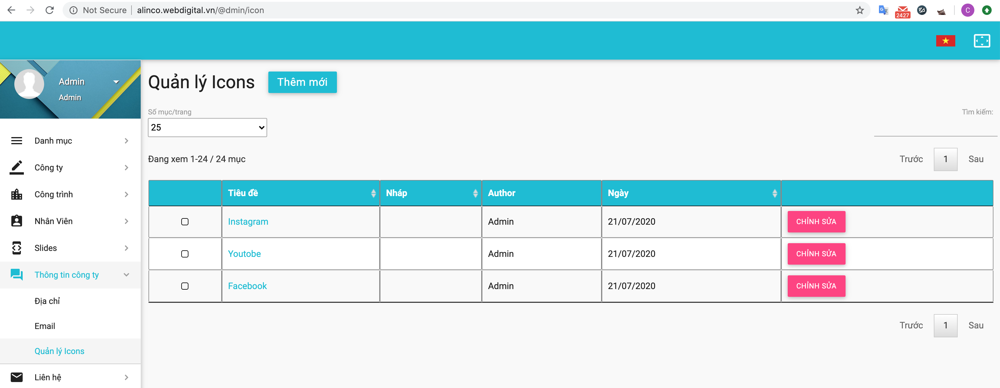 Not Secure | alinco.webdigital.vn/@dmin/icon
2427
C
Admin
Admin
Danh mục
Công ty
Công trình
Nhân Viên
Slides
Thông tin công ty
Địa chỉ
Email
Quản lý Icons
Liên hệ
Quản lý Icons
Thêm mới
Số mục/trang
25
Tìm kiếm:
Đang xem 1-24 / 24 mục
Trước 1 Sau
Tiêu đề Nháp Author Ngày
Instagram Admin 21/07/2020 CHỈNH SỬA
Youtobe Admin 21/07/2020 CHỈNH SỬA
Facebook Admin 21/07/2020 CHỈNH SỬA
Trước 1 Sau